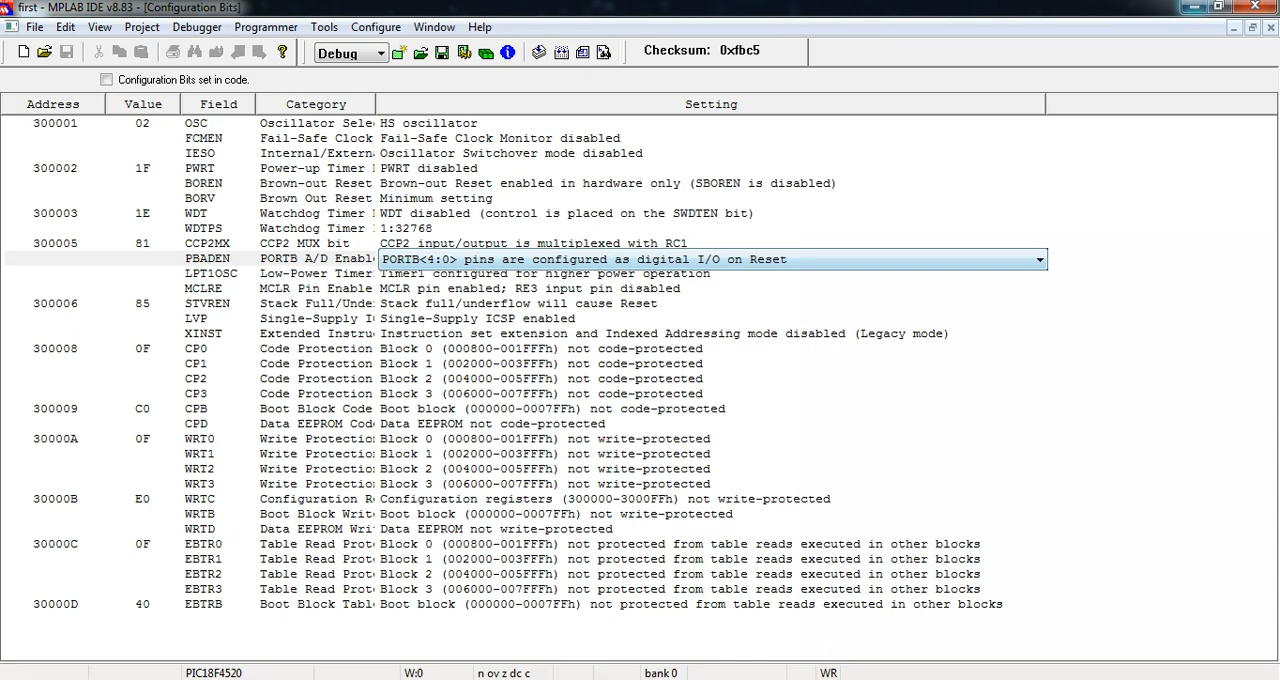 first - MPLAB IDE v8.83 - [Configuration Bits]
File Edit View Project Debugger Programmer Tools Configure Window Help
Debug Checksum: 0xfbc5
Configuration Bits set in code.
Address Value Field Category Setting
300001 02 OSC Oscillator Sele HS oscillator
FCMEN Fail-Safe Clock Fail-Safe Clock Monitor disabled
IESO Internal/Extern Oscillator Switchover mode disabled
300002 1F PWRT Power-up Timer PWRT disabled
BOREN Brown-out Reset Brown-out Reset enabled in hardware only (SBOREN is disabled)
BORV Brown Out Reset Minimum setting
300003 1E WDT Watchdog Timer WDT disabled (control is placed on the SWDTEN bit)
WDTPS Watchdog Timer 1:32768
300005 81 CCP2MX CCP2 MUX bit CCP2 input/output is multiplexed with RC1
PBADEN PORTB A/D Enabl PORTB<4:0> pins are configured as digital I/O on Reset
LPT1OSC Low-Power Timer Timer1 configured for higher power operation
MCLRE MCLR Pin Enable MCLR pin enabled; RE3 input pin disabled
300006 85 STVREN Stack Full/Unde Stack full/underflow will cause Reset
LVP Single-Supply I Single-Supply ICSP enabled
XINST Extended Instru Instruction set extension and Indexed Addressing mode disabled (Legacy mode)
300008 0F CP0 Code Protection Block 0 (000800-001FFFh) not code-protected
CP1 Code Protection Block 1 (002000-003FFFh) not code-protected
CP2 Code Protection Block 2 (004000-005FFFh) not code-protected
CP3 Code Protection Block 3 (006000-007FFFh) not code-protected
300009 C0 CPB Boot Block Code Boot block (000000-0007FFh) not code-protected
CPD Data EEPROM Cod Data EEPROM not code-protected
30000A 0F WRT0 Write Protection Block 0 (000800-001FFFh) not write-protected
WRT1 Write Protection Block 1 (002000-003FFFh) not write-protected
WRT2 Write Protection Block 2 (004000-005FFFh) not write-protected
WRT3 Write Protection Block 3 (006000-007FFFh) not write-protected
30000B E0 WRTC Configuration R Configuration registers (300000-3000FFh) not write-protected
WRTB Boot Block Writ Boot block (000000-0007FFh) not write-protected
WRTD Data EEPROM Wri Data EEPROM not write-protected
30000C 0F EBTR0 Table Read Prot Block 0 (000800-001FFFh) not protected from table reads executed in other blocks
EBTR1 Table Read Prot Block 1 (002000-003FFFh) not protected from table reads executed in other blocks
EBTR2 Table Read Prot Block 2 (004000-005FFFh) not protected from table reads executed in other blocks
EBTR3 Table Read Prot Block 3 (006000-007FFFh) not protected from table reads executed in other blocks
30000D 40 EBTRB Boot Block Tabl Boot block (000000-0007FFh) not protected from table reads executed in other blocks
PIC18F4520 W:0 n ov z dc c bank 0 WR